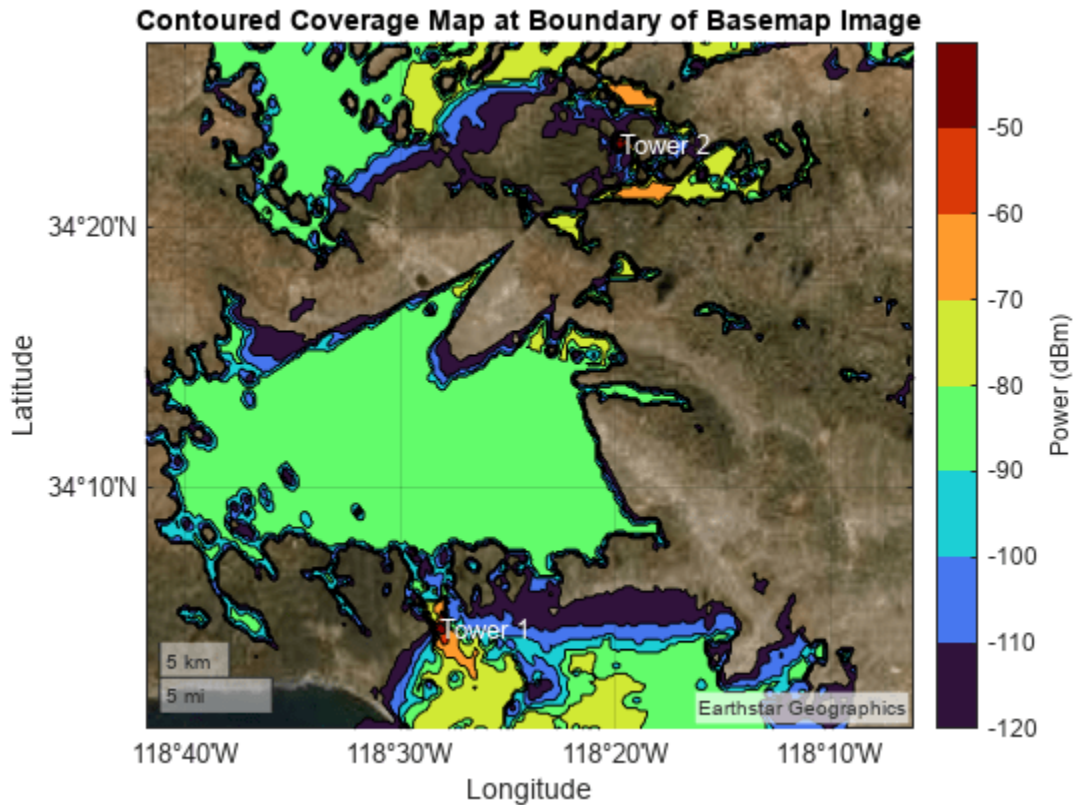 Contoured Coverage Map at Boundary of Basemap Image
Tower 2
34°20'N
34°10'N
Latitude
Tower 1
5 km
5 mi
Earthstar Geographics
118°40'W
118°30'W
118°20'W
118°10'W
Longitude
-50
-60
-70
-80
-90
-100
-110
-120
Power (dBm)